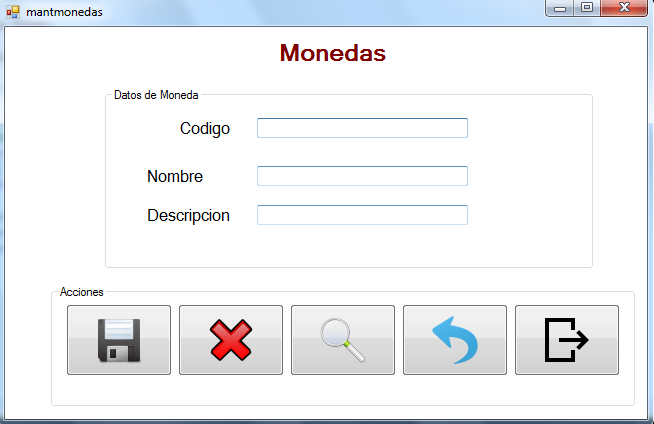 mantmonedas
Monedas
Datos de Moneda
Codigo
Nombre
Descripcion
Acciones